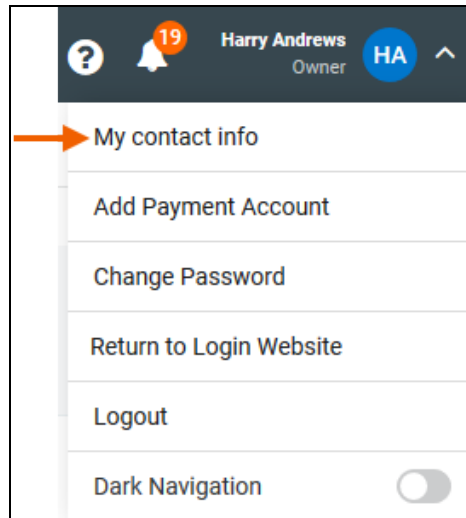 ?
19
Harry Andrews
Owner
HA
My contact info
Add Payment Account
Change Password
Return to Login Website
Logout
Dark Navigation